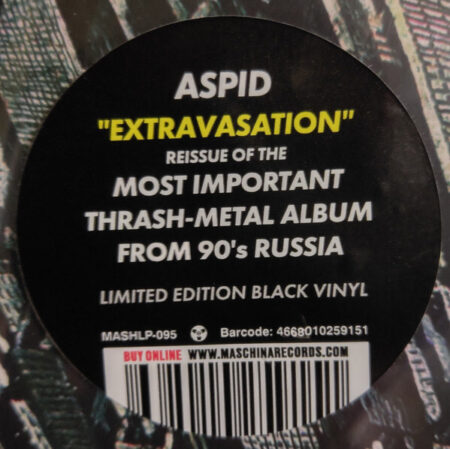 ASPID
"EXTRAVASATION"
REISSUE OF THE
MOST IMPORTANT
THRASH-METAL ALBUM
FROM 90's RUSSIA
LIMITED EDITION BLACK VINYL
MASHLP-095 Barcode: 4668010259151
BUY ONLINE WWW.MASCHINARECORDS.COM